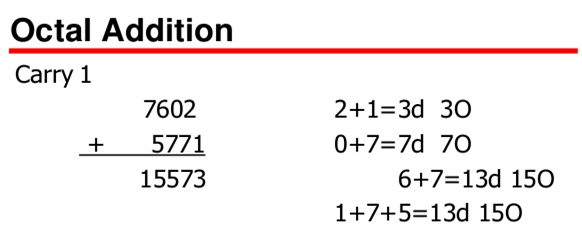 Octal Addition
Carry 1
7602 2+1=3d 3O
+ 5771 0+7=7d 7O
15573 6+7=13d 15O
1+7+5=13d 15O